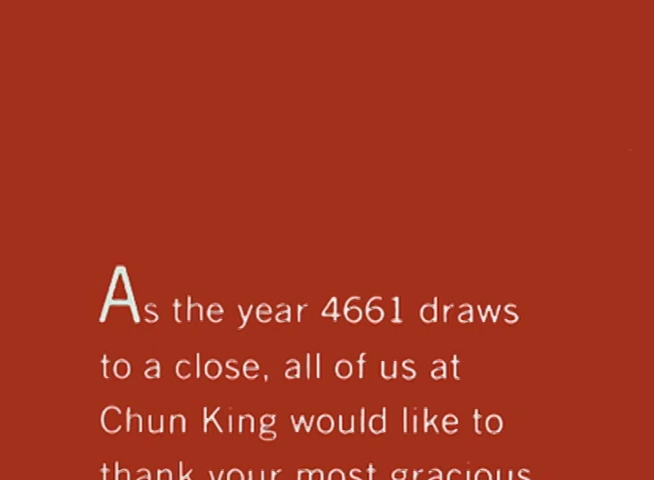 As the year 4661 draws
to a close, all of us at
Chun King would like to
thank your most gracious